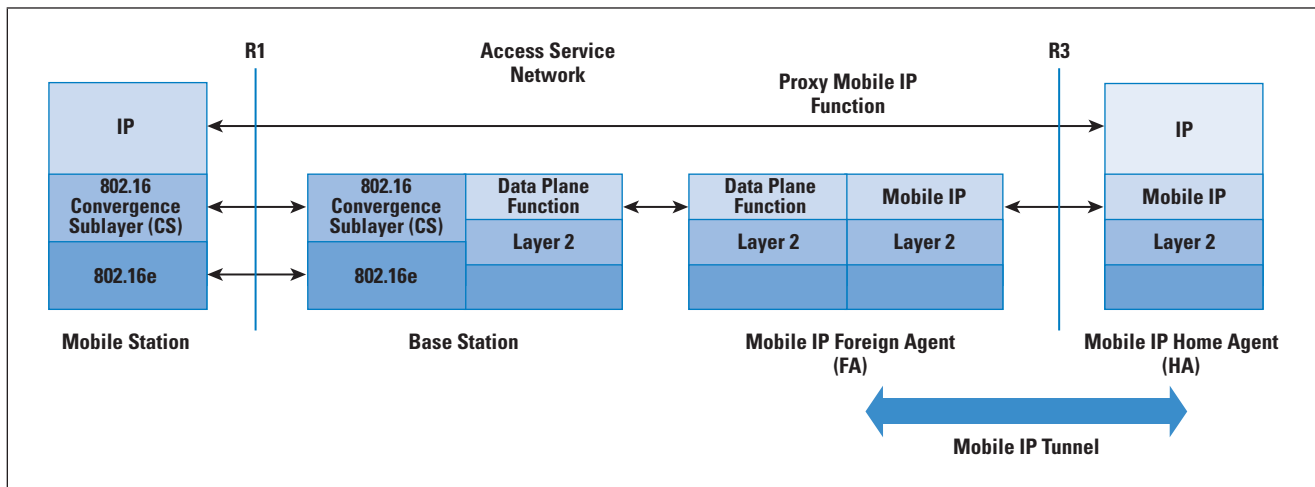 R1
Access Service
Network
R3
Proxy Mobile IP
Function
IP
802.16
Convergence
Sublayer (CS)
802.16e
Mobile Station
802.16
Convergence
Sublayer (CS)
802.16e
Data Plane
Function
Layer 2
Base Station
Data Plane
Function
Layer 2
Mobile IP
Layer 2
Mobile IP Foreign Agent
(FA)
IP
Mobile IP
Layer 2
Mobile IP Home Agent
(HA)
Mobile IP Tunnel